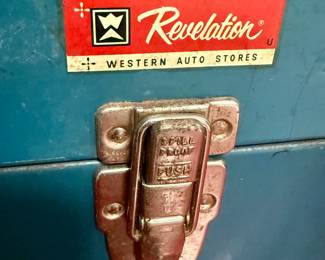 Revelation®
WESTERN AUTO STORES
SPILL
PROOF
PUSH